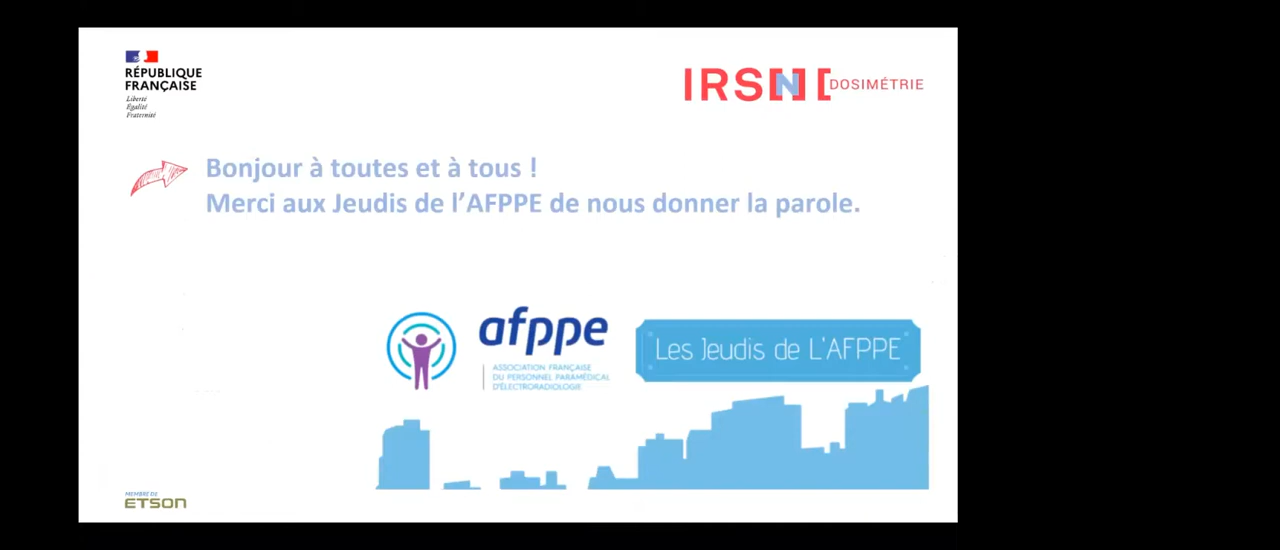 RÉPUBLIQUE
FRANÇAISE
Liberté
Égalité
Fraternité
IRSN DOSIMÉTRIE
Bonjour à toutes et à tous !
Merci aux Jeudis de l’AFPPE de nous donner la parole.
afppe
ASSOCIATION FRANÇAISE
DU PERSONNEL PARAMÉDICAL
D'ÉLECTRORADIOLOGIE
Les Jeudis de L'AFPPE
MEMBRE DE
ETSON